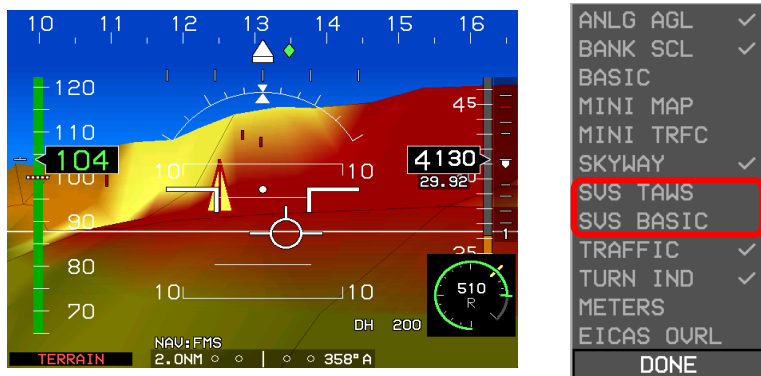 10 11 12 13 14 15 16
120
110
104
100
90
80
70
10 10
10 10
45
4130
29.92
25
1
510
R
DH 200
NAV:FMS
TERRAIN
2.0NM 358°A
ANLG AGL ✓
BANK SCL ✓
BASIC
MINI MAP
MINI TRFC
SKYWAY ✓
SVS TAWS
SVS BASIC
TRAFFIC ✓
TURN IND ✓
METERS
EICAS OVRL
DONE